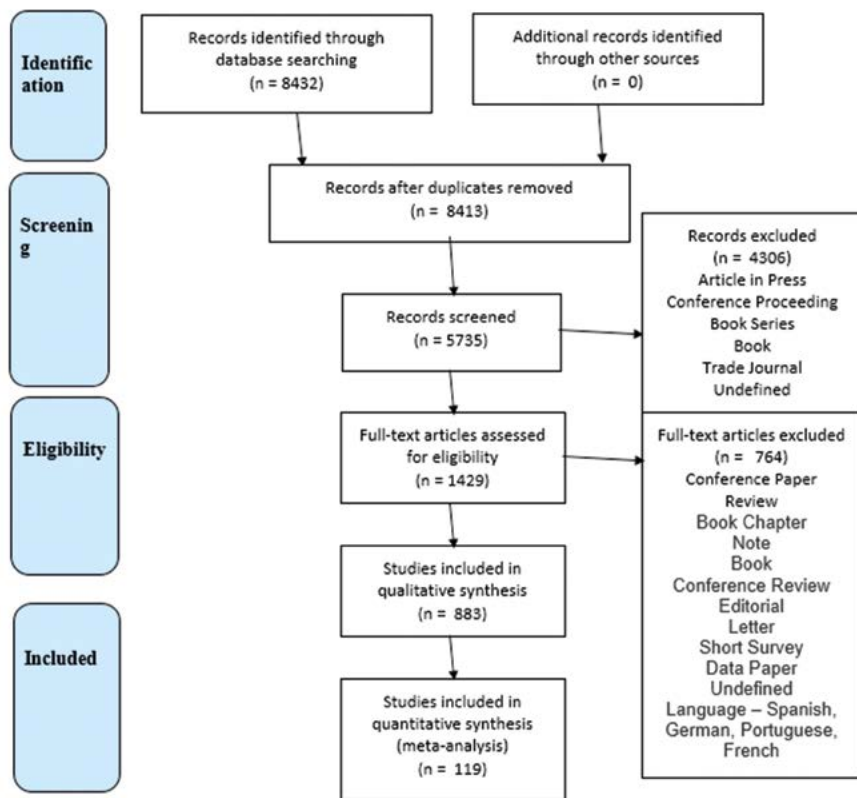 Identific
ation
Records identified through
database searching
(n = 8432)
Additional records identified
through other sources
(n = 0)
Screenin
g
Records after duplicates removed
(n = 8413)
Records screened
(n = 5735)
Records excluded
(n = 4306)
Article in Press
Conference Proceeding
Book Series
Book
Trade Journal
Undefined
Eligibility
Full-text articles assessed
for eligibility
(n = 1429)
Full-text articles excluded
(n = 764)
Conference Paper
Review
Book Chapter
Note
Book
Conference Review
Editorial
Letter
Short Survey
Data Paper
Undefined
Language – Spanish,
German, Portuguese,
French
Studies included in
qualitative synthesis
(n = 883)
Included
Studies included in
quantitative synthesis
(meta-analysis)
(n = 119)